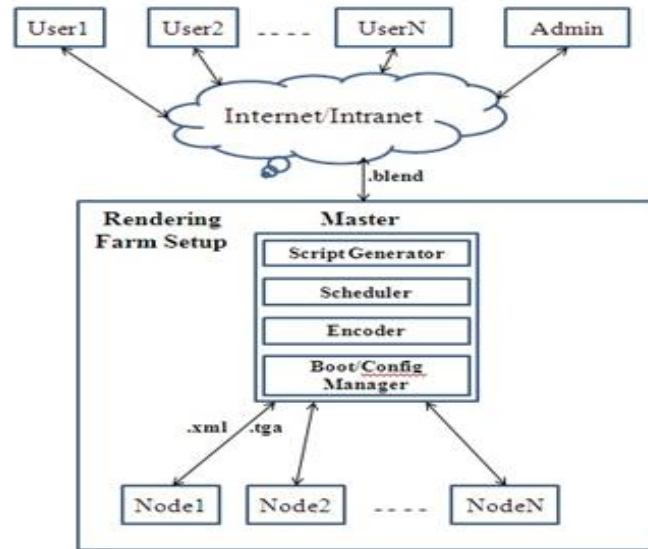 User1
User2
- - - -
UserN
Admin
Internet/Intranet
.blend
Rendering
Farm Setup
Master
Script Generator
Scheduler
Encoder
Boot/Config
Manager
.xml
.tga
Node1
Node2
- - - -
NodeN